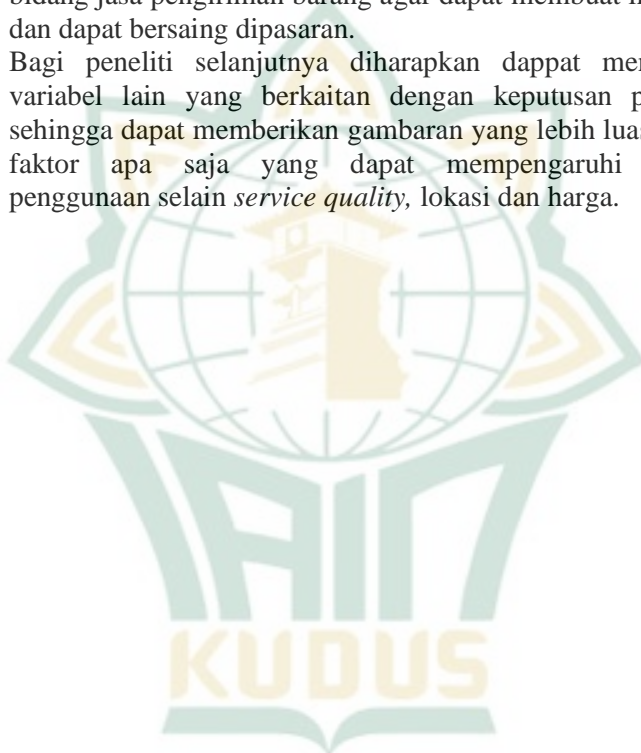 bidang jasa pengiriman barang agar dapat membuat
dan dapat bersaing dipasaran.
Bagi peneliti selanjutnya diharapkan dappat
variabel lain yang berkaitan dengan keputusan
sehingga dapat memberikan gambaran yang lebih luas
faktor apa saja yang dapat mempengaruhi
penggunaan selain service quality, lokasi dan harga.
IAIN
KUDUS